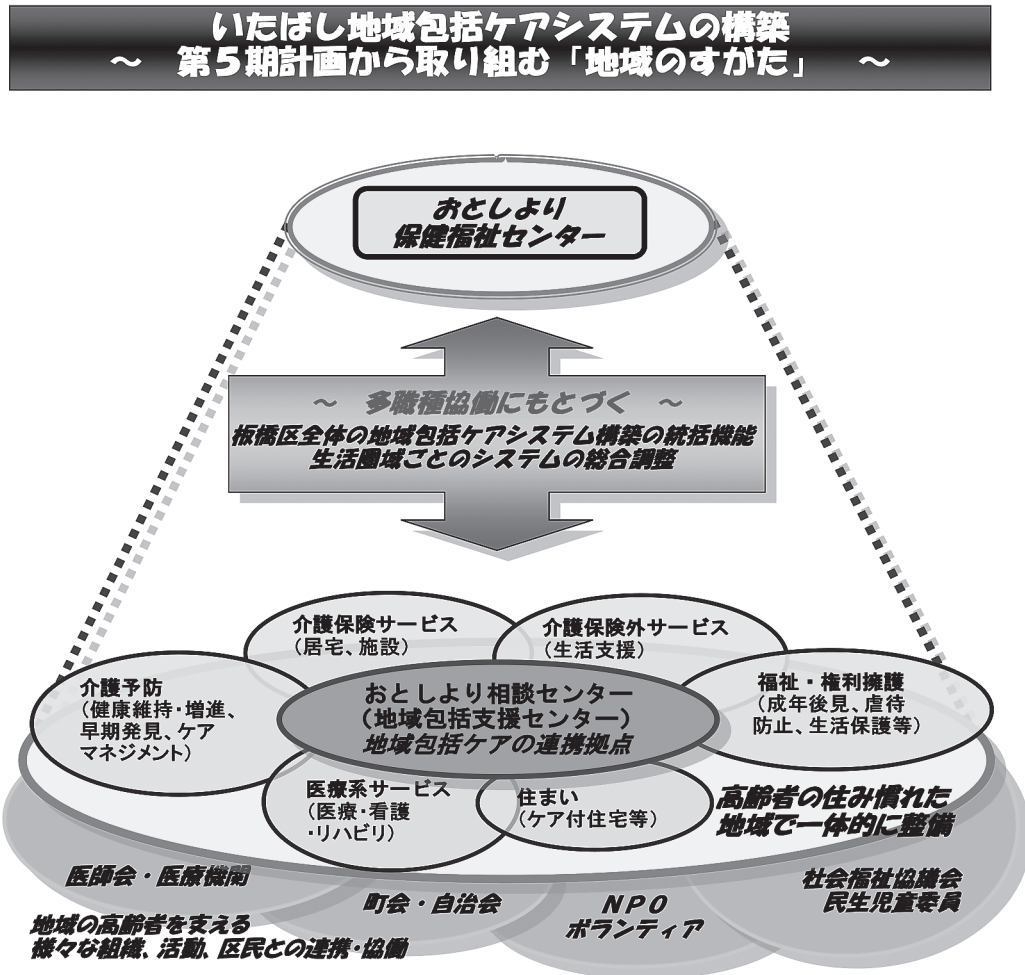 いたばし地域包括ケアシステムの構築
～　第５期計画から取り組む「地域のすがた」　～
おとしより
保健福祉センター
～　多職種協働にもとづく　～
板橋区全体の地域包括ケアシステム構築の統括機能
生活圏域ごとのシステムの総合調整
介護保険サービス
（居宅、施設）
介護保険外サービス
（生活支援）
介護予防
（健康維持・増進、
早期発見、ケア
マネジメント）
おとしより相談センター
（地域包括支援センター）
地域包括ケアの連携拠点
福祉・権利擁護
（成年後見、虐待
防止、生活保護等）
医療系サービス
（医療・看護
・リハビリ）
住まい
（ケア付住宅等）
高齢者の住み慣れた
地域で一体的に整備
医師会・医療機関
町会・自治会
ＮＰＯ
ボランティア
社会福祉協議会
民生児童委員
地域の高齢者を支える
様々な組織、活動、区民との連携・協働